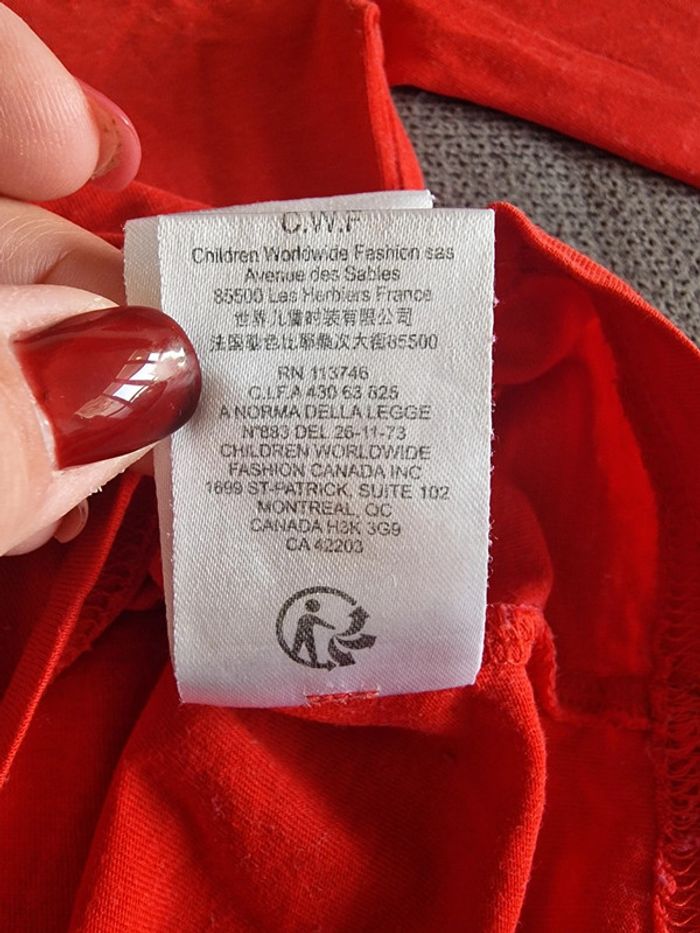 C.W.F
Children Worldwide Fashion sas
Avenue des Sables
85500 Les Herbiers France
世界儿童时装有限公司
法国 色比耶桑次大街85500
RN 113746
C.I.F.A 430 63 825
A NORMA DELLA LEGGE
N°883 DEL 26-11-73
CHILDREN WORLDWIDE
FASHION CANADA INC
1699 ST-PATRICK, SUITE 102
MONTREAL, QC
CANADA H3K 3G9
CA 42203